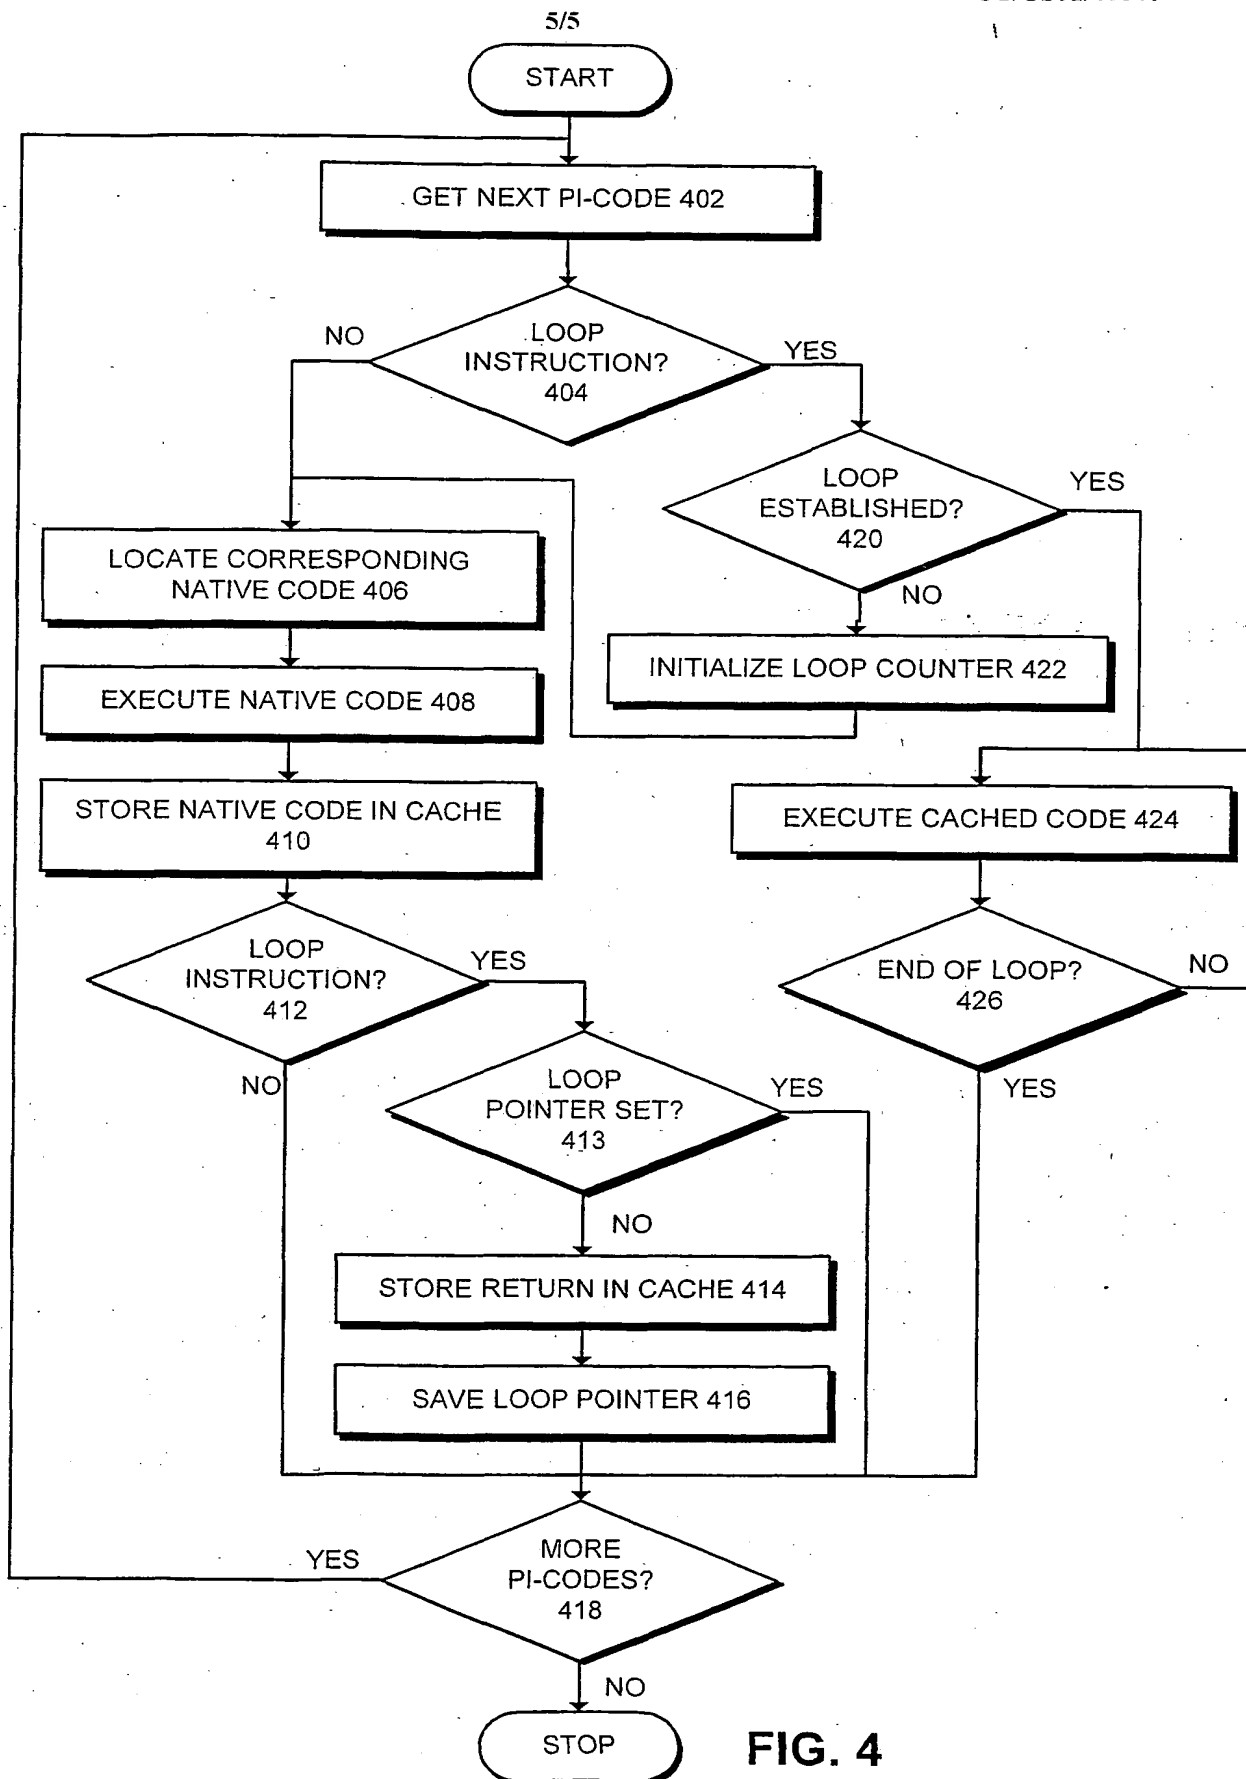 5/5
START
GET NEXT PI-CODE 402
LOOP
INSTRUCTION?
404
NO
YES
LOOP
ESTABLISHED?
420
YES
NO
LOCATE CORRESPONDING
NATIVE CODE 406
INITIALIZE LOOP COUNTER 422
EXECUTE NATIVE CODE 408
STORE NATIVE CODE IN CACHE
410
EXECUTE CACHED CODE 424
LOOP
INSTRUCTION?
412
YES
NO
END OF LOOP?
426
NO
YES
LOOP
POINTER SET?
413
YES
NO
STORE RETURN IN CACHE 414
SAVE LOOP POINTER 416
MORE
PI-CODES?
418
YES
NO
STOP
FIG. 4